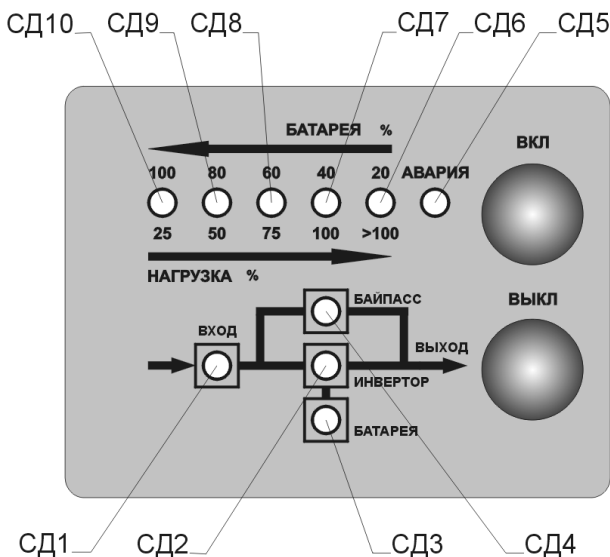 СД10 СД9 СД8 СД7 СД6 СД5
БАТАРЕЯ %
ВКЛ
100 80 60 40 20 АВАРИЯ
25 50 75 100 >100
НАГРУЗКА %
БАЙПАСС
ВЫКЛ
ВХОД
ВЫХОД
ИНВЕРТОР
БАТАРЕЯ
СД1 СД2 СД3 СД4